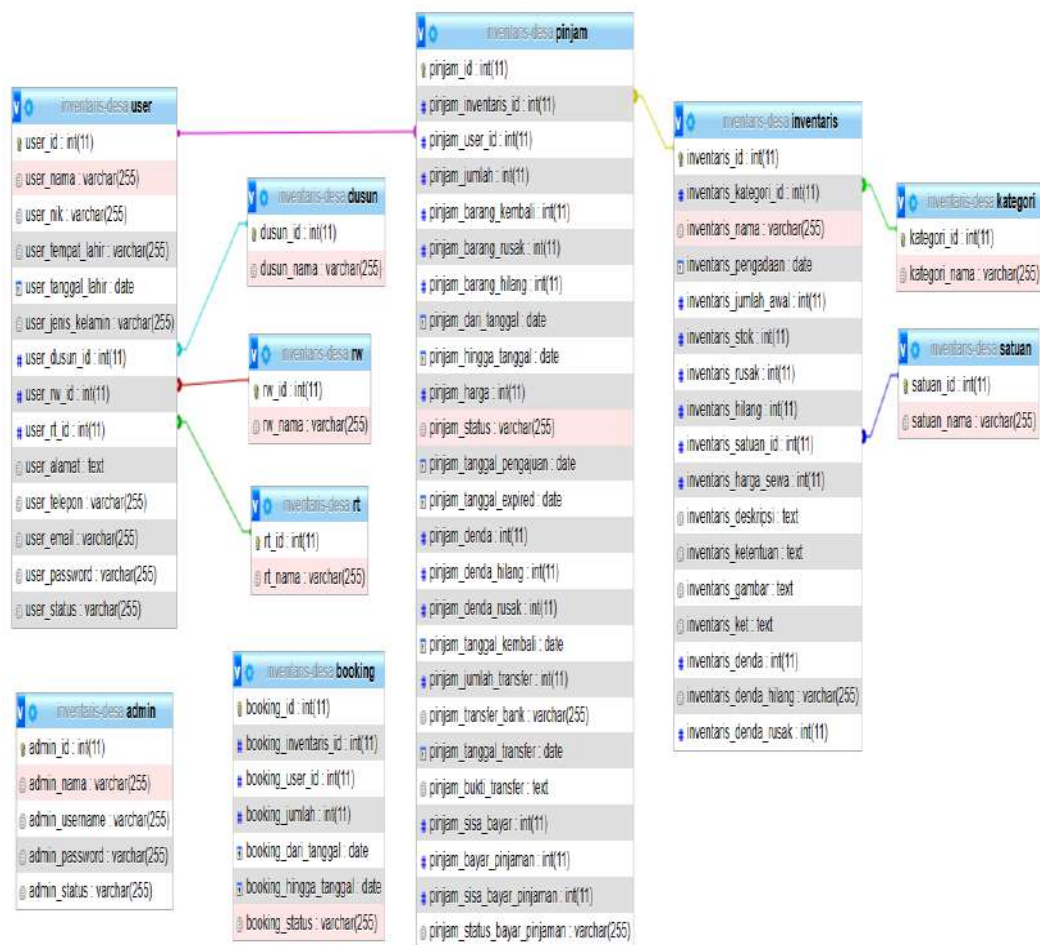 inventaris-desa user
user_id : int(11)
user_nama : varchar(255)
user_nik : varchar(255)
user_tempat_lahir : varchar(255)
user_tanggal_lahir : date
user_jenis_kelamin : varchar(255)
user_dusun_id : int(11)
user_rw_id : int(11)
user_rt_id : int(11)
user_alamat : text
user_telepon : varchar(255)
user_email : varchar(255)
user_password : varchar(255)
user_status : varchar(255)
inventaris-desa admin
admin_id : int(11)
admin_nama : varchar(255)
admin_username : varchar(255)
admin_password : varchar(255)
admin_status : varchar(255)
inventaris-desa dusun
dusun_id : int(11)
dusun_nama : varchar(255)
inventaris-desa rw
rw_id : int(11)
rw_nama : varchar(255)
inventaris-desa rt
rt_id : int(11)
rt_nama : varchar(255)
inventaris-desa booking
booking_id : int(11)
booking_inventaris_id : int(11)
booking_user_id : int(11)
booking_jumlah : int(11)
booking_dari_tanggal : date
booking_hingga_tanggal : date
booking_status : varchar(255)
inventaris-desa pinjam
pinjam_id : int(11)
pinjam_inventaris_id : int(11)
pinjam_user_id : int(11)
pinjam_jumlah : int(11)
pinjam_barang_kembali : int(11)
pinjam_barang_rusak : int(11)
pinjam_barang_hilang : int(11)
pinjam_dari_tanggal : date
pinjam_hingga_tanggal : date
pinjam_harga : int(11)
pinjam_status : varchar(255)
pinjam_tanggal_pengajuan : date
pinjam_tanggal_expired : date
pinjam_denda : int(11)
pinjam_denda_hilang : int(11)
pinjam_denda_rusak : int(11)
pinjam_tanggal_kembali : date
pinjam_jumlah_transfer : int(11)
pinjam_transfer_bank : varchar(255)
pinjam_tanggal_transfer : date
pinjam_bukti_transfer : text
pinjam_sisa_bayar : int(11)
pinjam_bayar_pinjaman : int(11)
pinjam_sisa_bayar_pinjaman : int(11)
pinjam_status_bayar_pinjaman : varchar(255)
inventaris-desa inventaris
inventaris_id : int(11)
inventaris_kategori_id : int(11)
inventaris_nama : varchar(255)
inventaris_pengadaan : date
inventaris_jumlah_awal : int(11)
inventaris_stok : int(11)
inventaris_rusak : int(11)
inventaris_hilang : int(11)
inventaris_satuan_id : int(11)
inventaris_harga_sewa : int(11)
inventaris_deskripsi : text
inventaris_ketentuan : text
inventaris_gambar : text
inventaris_ket : text
inventaris_denda : int(11)
inventaris_denda_hilang : varchar(255)
inventaris_denda_rusak : int(11)
inventaris-desa kategori
kategori_id : int(11)
kategori_nama : varchar(255)
inventaris-desa satuan
satuan_id : int(11)
satuan_nama : varchar(255)